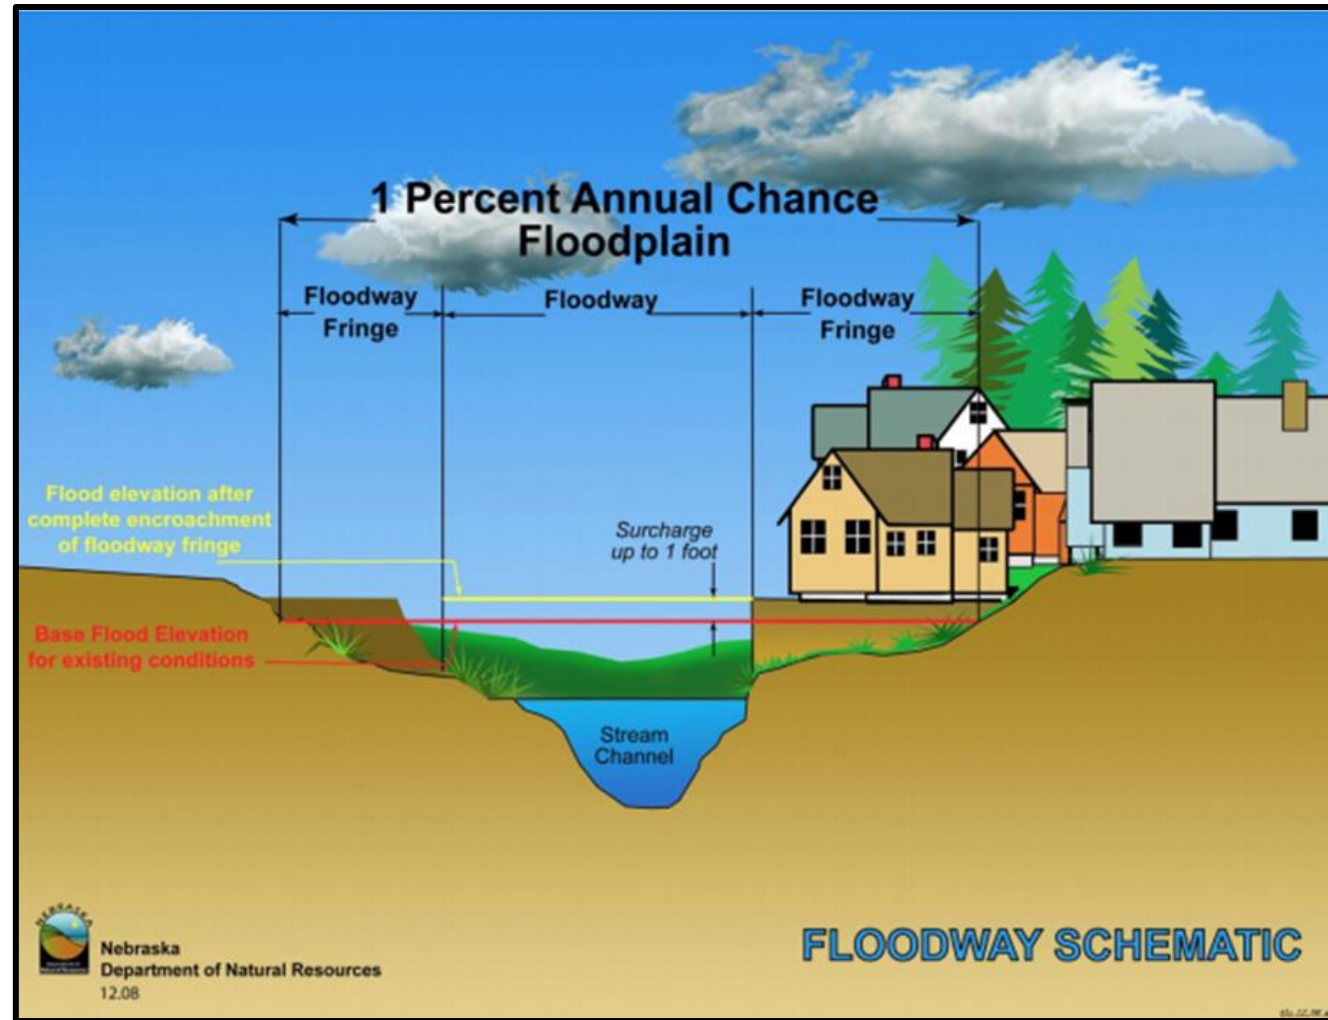 1 Percent Annual Chance
Floodplain
Floodway
Fringe
Floodway
Floodway
Fringe
Flood elevation after
complete encroachment
of floodway fringe
Surcharge
up to 1 foot
Base Flood Elevation
for existing conditions
Stream
Channel
NEBRASKA
Nebraska
Department of Natural Resources
12.08
FLOODWAY SCHEMATIC